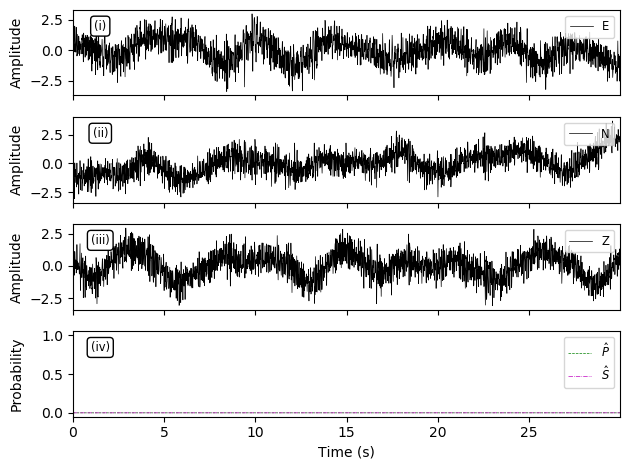 2.5
0.0
−2.5
Amplitude
(i)
E
2.5
0.0
−2.5
Amplitude
(ii)
N
2.5
0.0
−2.5
Amplitude
(iii)
Z
1.0
0.5
0.0
Probability
(iv)
P̂
Ŝ
0 5 10 15 20 25
Time (s)